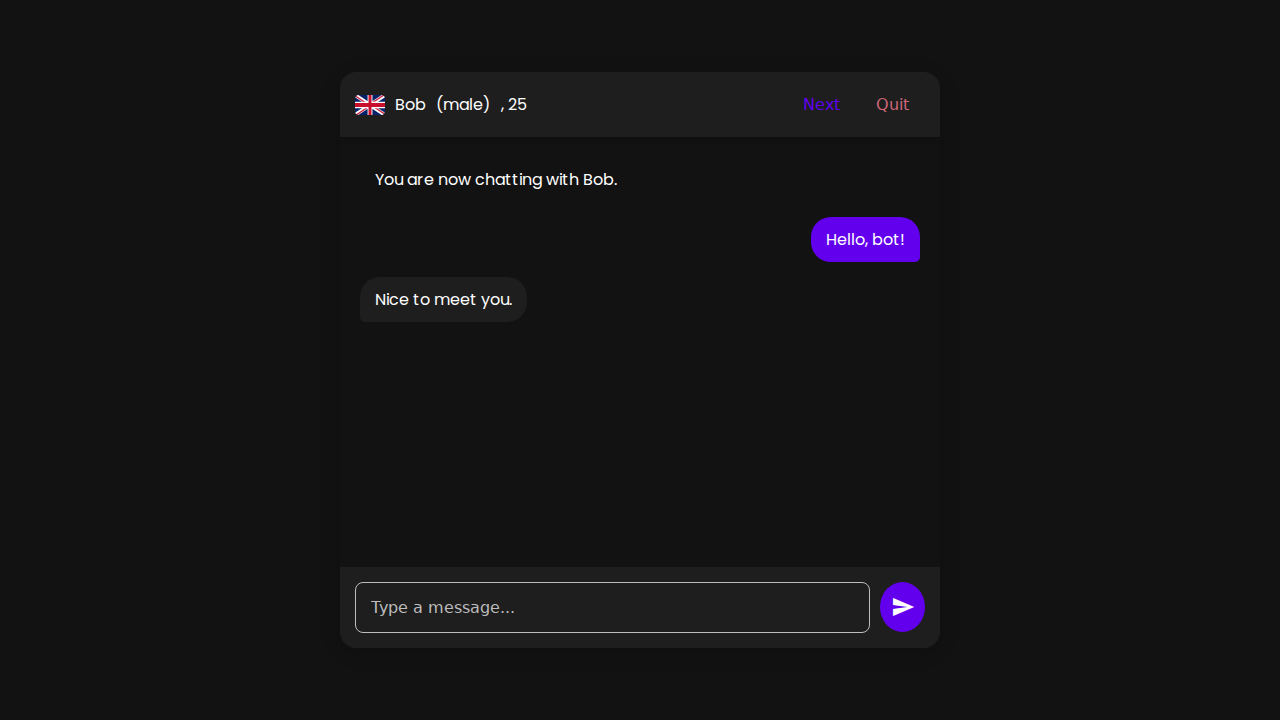 Bob (male) , 25 Next Quit
You are now chatting with Bob.
Hello, bot!
Nice to meet you.
Type a message...